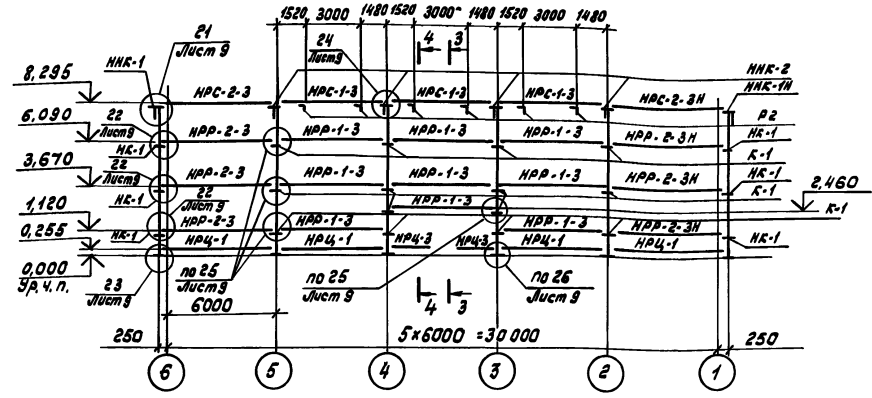 1520 3000 1480 1520 3000 1480 1520 3000 1480
21
Лист 9
ННК-1
24
Лист 9
4 3
ННК-2
ННК-1Н
8,295
НРС-2-3 НРС-1-3 НРС-1-3 НРС-1-3 НРС-2-3Н
Р2
6,090
22
Лист 9
НРР-2-3 НРР-1-3 НРР-1-3 НРР-1-3 НРР-2-3Н
НК-1
НК-1
К-1
3,670
22
Лист 9
НРР-2-3 НРР-1-3 НРР-1-3 НРР-1-3 НРР-2-3Н
НК-1
К-1
НК-1
22
Лист 9
2,460
НРР-1-3
К-1
1,120
НРР-2-3 НРР-1-3 НРР-1-3 НРР-2-3Н
НК-1
НК-1
0,255
НРЦ-1 НРЦ-1 НРЦ-3 НРЦ-3 НРЦ-1 НРЦ-1
0,000
Ур. ч. п.
23
Лист 9
по 25
Лист 9
по 25
Лист 9
по 26
Лист 9
4 3
6000
250
5×6000 = 30 000
250
6 5 4 3 2 1